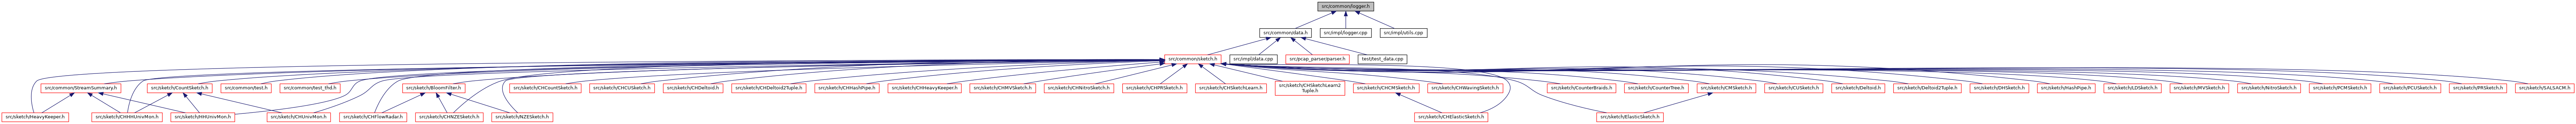 src/common/logger.h
src/common/data.h
src/impl/logger.cpp
src/impl/utils.cpp
src/common/sketch.h
src/impl/data.cpp
src/pcap_parser/parser.h
test/test_data.cpp
src/common/StreamSummary.h
src/sketch/CountSketch.h
src/common/test.h
src/common/test_thd.h
src/sketch/BloomFilter.h
src/sketch/CHCountSketch.h
src/sketch/CHCUSketch.h
src/sketch/CHDeltoid.h
src/sketch/CHDeltoid2Tuple.h
src/sketch/CHHashPipe.h
src/sketch/CHHeavyKeeper.h
src/sketch/CHMVSketch.h
src/sketch/CHNitroSketch.h
src/sketch/CHPRSketch.h
src/sketch/CHSketchLearn.h
src/sketch/CHSketchLearn2
Tuple.h
src/sketch/CHCMSketch.h
src/sketch/CHWavingSketch.h
src/sketch/CounterBraids.h
src/sketch/CounterTree.h
src/sketch/CMSketch.h
src/sketch/CUSketch.h
src/sketch/Deltoid.h
src/sketch/Deltoid2Tuple.h
src/sketch/DHSketch.h
src/sketch/HashPipe.h
src/sketch/LDSketch.h
src/sketch/MVSketch.h
src/sketch/NitroSketch.h
src/sketch/PCMSketch.h
src/sketch/PCUSketch.h
src/sketch/PRSketch.h
src/sketch/SALSACM.h
src/sketch/HeavyKeeper.h
src/sketch/CHHHUnivMon.h
src/sketch/HHUnivMon.h
src/sketch/CHUnivMon.h
src/sketch/CHFlowRadar.h
src/sketch/CHNZESketch.h
src/sketch/NZESketch.h
src/sketch/CHElasticSketch.h
src/sketch/ElasticSketch.h